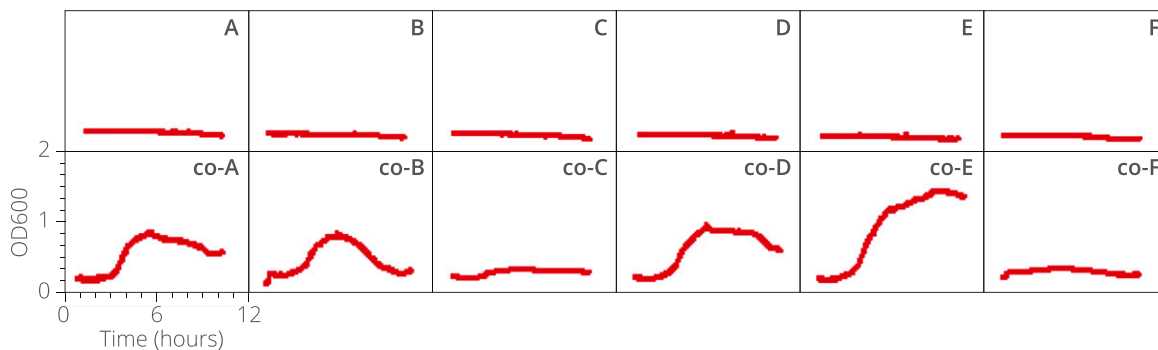 A B C D E F
2 co-A co-B co-C co-D co-E co-F
OD600
1
0
0 6 12
Time (hours)